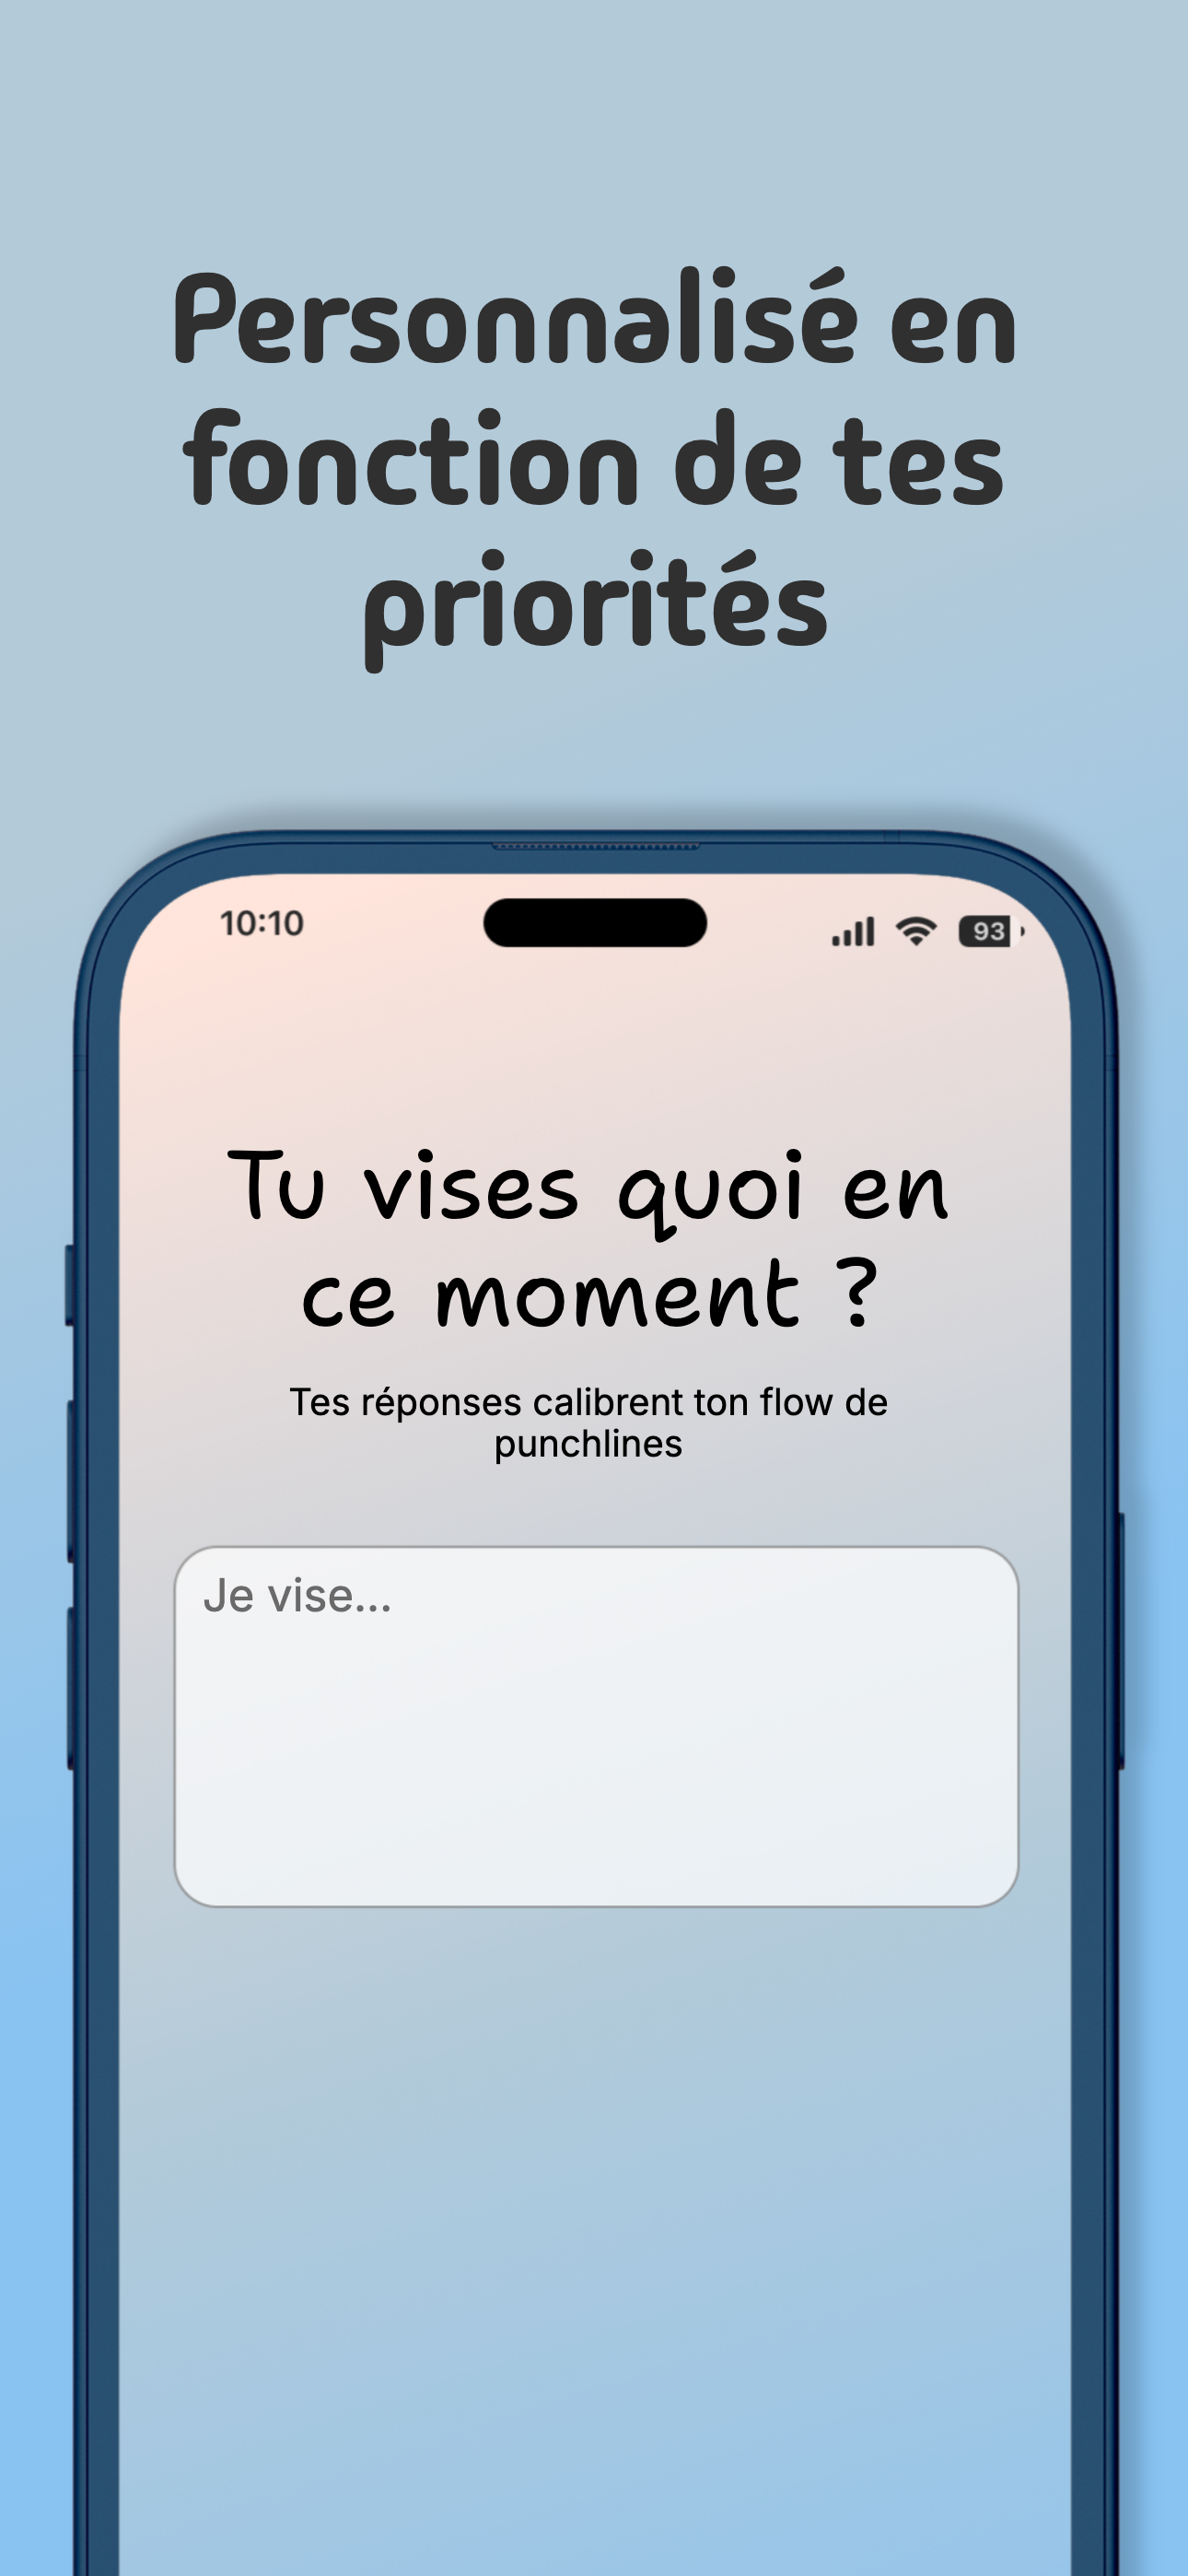 Personnalisé en
fonction de tes
priorités
10:10
93
Tu vises quoi en
ce moment ?
Tes réponses calibrent ton flow de
punchlines
Je vise...